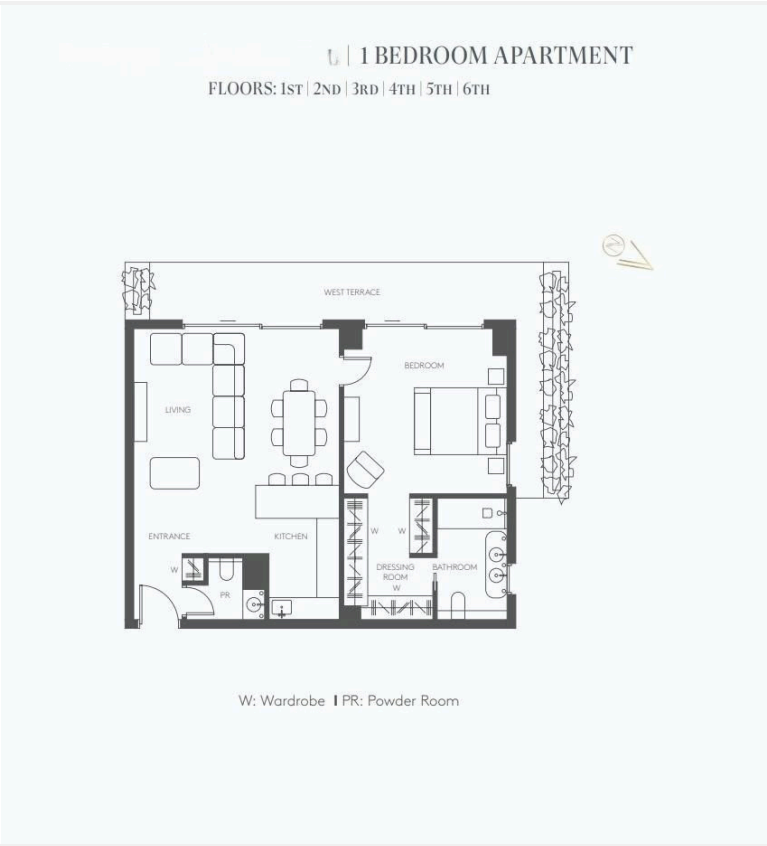 1 BEDROOM APARTMENT
FLOORS: 1ST | 2ND | 3RD | 4TH | 5TH | 6TH
WEST TERRACE
BEDROOM
LIVING
W W
ENTRANCE
KITCHEN
DRESSING
ROOM
BATHROOM
W
W
PR
W: Wardrobe I PR: Powder Room